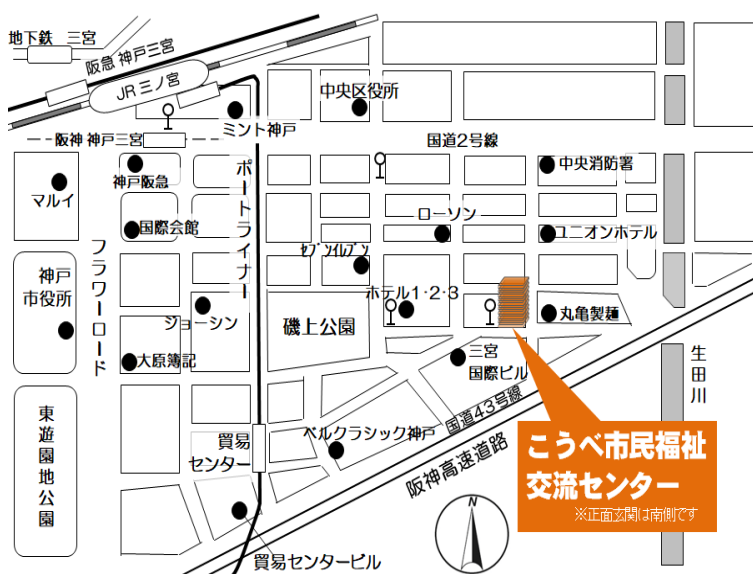 地下鉄 三宮
阪急 神戸三宮
JR 三ノ宮
中央区役所
ミント神戸
阪神 神戸三宮
国道2号線
神戸阪急
中央消防署
マルイ
ポートライナー
国際会館
ローソン
ユニオンホテル
フラワーロード
セブンイレブン
神戸
市役所
ホテル1・2・3
ジョーシン
磯上公園
丸亀製麺
大原簿記
三宮
国際ビル
生田川
国道43号線
東遊園地公園
貿易
センター
ベルクラシック神戸
阪神高速道路
こうべ市民福祉
交流センター
※正面玄関は南側です
N
貿易センタービル